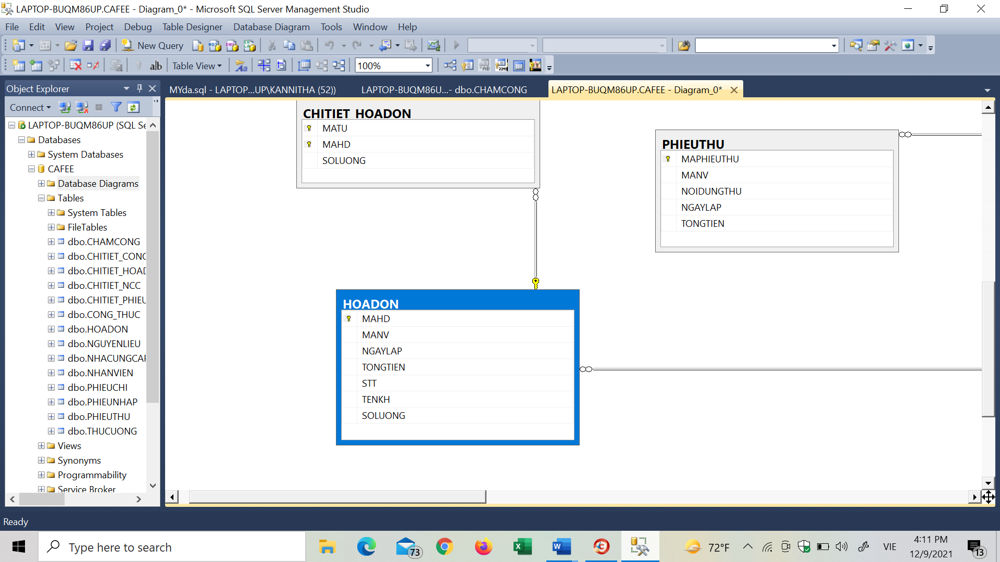 LAPTOP-BUQM86UP.CAFEE - Diagram_0* - Microsoft SQL Server Management Studio
File Edit View Project Debug Table Designer Database Diagram Tools Window Help
New Query
ab Table View 100%
Object Explorer
MYda.sql - LAPTOP...UP\KANNITHA (52)) LAPTOP-BUQM86U...- dbo.CHAMCONG LAPTOP-BUQM86UP.CAFEE - Diagram_0*
Connect
LAPTOP-BUQM86UP (SQL Se
Databases
System Databases
CAFEE
Database Diagrams
Tables
System Tables
FileTables
dbo.CHAMCONG
dbo.CHITIET_CONG
dbo.CHITIET_HOAD
dbo.CHITIET_NCC
dbo.CHITIET_PHIEU
dbo.CONG_THUC
dbo.HOADON
dbo.NGUYENLIEU
dbo.NHACUNGCAP
dbo.NHANVIEN
dbo.PHIEUCHI
dbo.PHIEUNHAP
dbo.PHIEUTHU
dbo.THUCUONG
Views
Synonyms
Programmability
Service Broker
CHITIET_HOADON
MATU
MAHD
SOLUONG
PHIEUTHU
MAPHIEUTHU
MANV
NOIDUNGTHU
NGAYLAP
TONGTIEN
HOADON
MAHD
MANV
NGAYLAP
TONGTIEN
STT
TENKH
SOLUONG
Ready
Type here to search
73
72°F
VIE
4:11 PM
12/9/2021
13